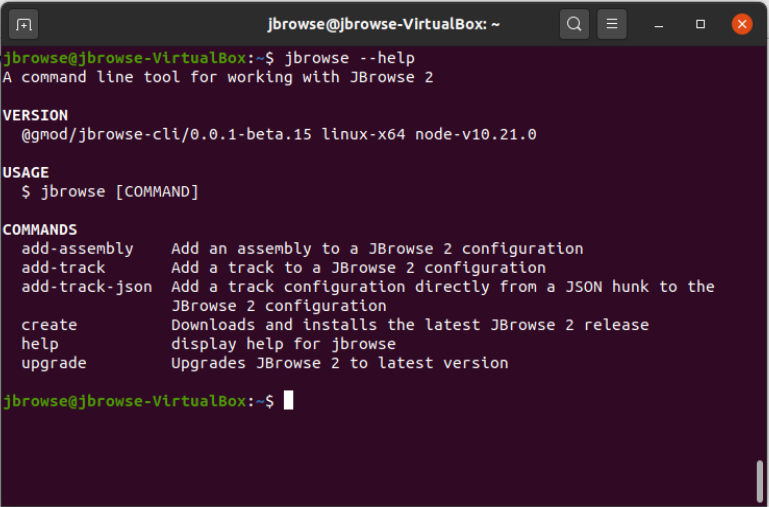 jbrowse@jbrowse-VirtualBox: ~
jbrowse@jbrowse-VirtualBox:~$ jbrowse --help
A command line tool for working with JBrowse 2
VERSION
@gmod/jbrowse-cli/0.0.1-beta.15 linux-x64 node-v10.21.0
USAGE
$ jbrowse [COMMAND]
COMMANDS
add-assembly Add an assembly to a JBrowse 2 configuration
add-track Add a track to a JBrowse 2 configuration
add-track-json Add a track configuration directly from a JSON hunk to the
JBrowse 2 configuration
create Downloads and installs the latest JBrowse 2 release
help display help for jbrowse
upgrade Upgrades JBrowse 2 to latest version
jbrowse@jbrowse-VirtualBox:~$